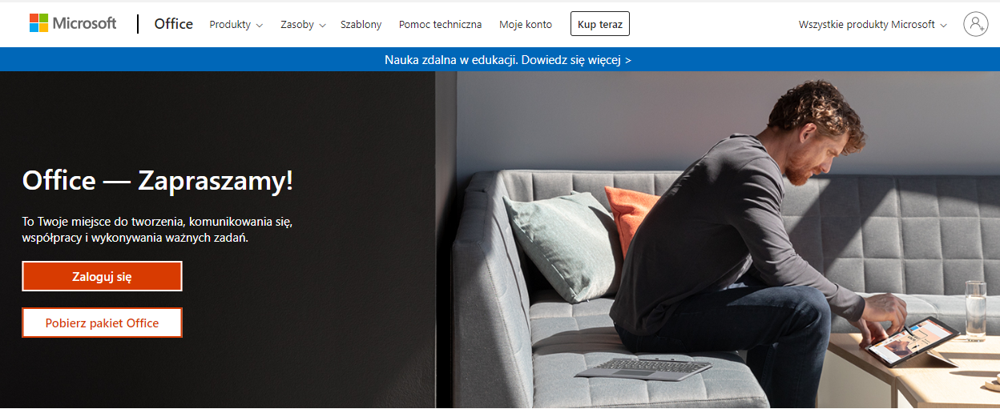 Microsoft
Office
Produkty
Zasoby
Szablony
Pomoc techniczna
Moje konto
Kup teraz
Wszystkie produkty Microsoft
Nauka zdalna w edukacji. Dowiedz się więcej >
Office — Zapraszamy!
To Twoje miejsce do tworzenia, komunikowania się,
współpracy i wykonywania ważnych zadań.
Zaloguj się
Pobierz pakiet Office